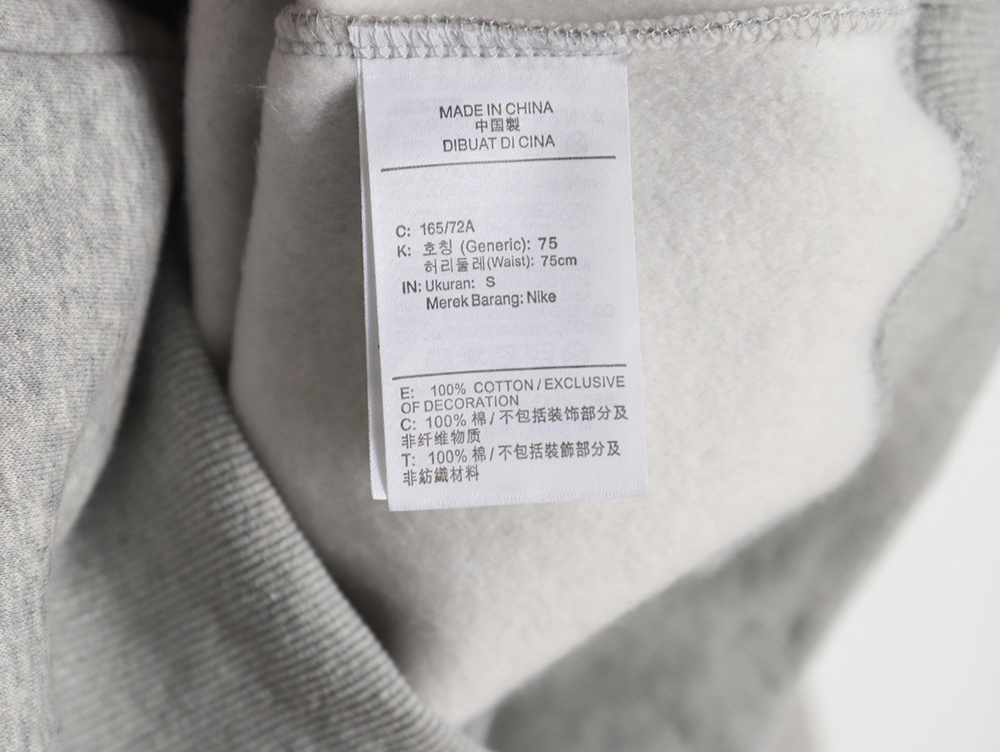 MADE IN CHINA
中国製
DIBUAT DI CINA
C: 165/72A
K: 호칭 (Generic): 75
허리둘레(Waist): 75cm
IN: Ukuran: S
Merek Barang: Nike
E: 100% COTTON / EXCLUSIVE
OF DECORATION
C: 100% 棉 / 不包括装饰部分及
非纤维物质
T: 100% 棉 / 不包括裝飾部分及
非紡織材料